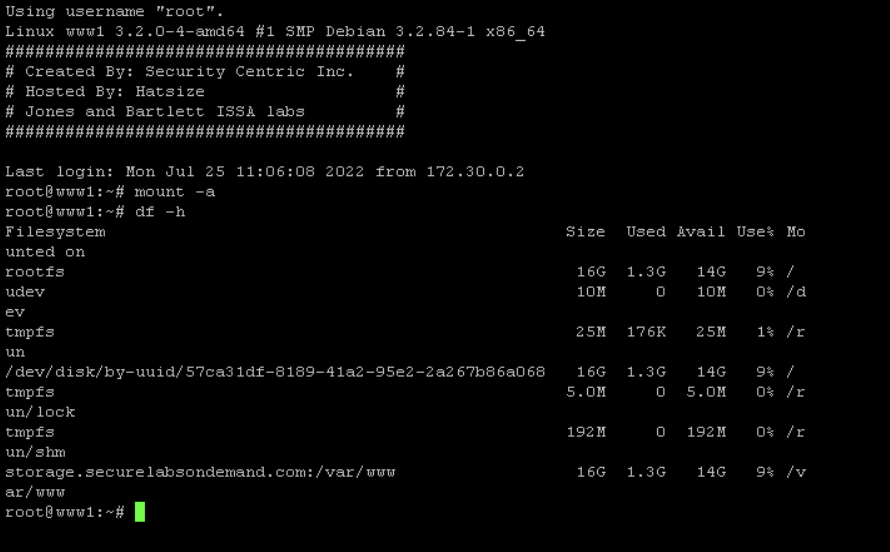 Using username "root".
Linux www1 3.2.0-4-amd64 #1 SMP Debian 3.2.84-1 x86_64
########################################
# Created By: Security Centric Inc.    #
# Hosted By: Hatsize                   #
# Jones and Bartlett ISSA labs         #
########################################
Last login: Mon Jul 25 11:06:08 2022 from 172.30.0.2
root@www1:~# mount -a
root@www1:~# df -h
Filesystem                                              Size  Used Avail Use% Mo
unted on
rootfs                                                   16G  1.3G   14G   9% /
udev                                                     10M     0   10M   0% /d
ev
tmpfs                                                    25M  176K   25M   1% /r
un
/dev/disk/by-uuid/57ca31df-8189-41a2-95e2-2a267b86a068   16G  1.3G   14G   9% /
tmpfs                                                   5.0M     0  5.0M   0% /r
un/lock
tmpfs                                                   192M     0  192M   0% /r
un/shm
storage.securelabsondemand.com:/var/www                  16G  1.3G   14G   9% /v
ar/www
root@www1:~#